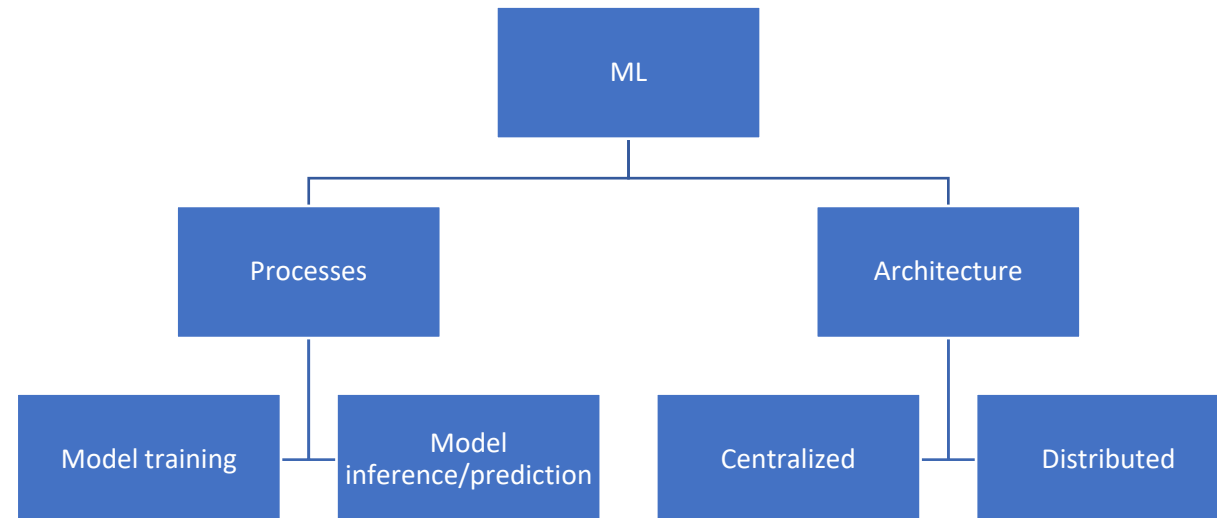 ML
Processes
Architecture
Model training
Model
inference/prediction
Centralized
Distributed